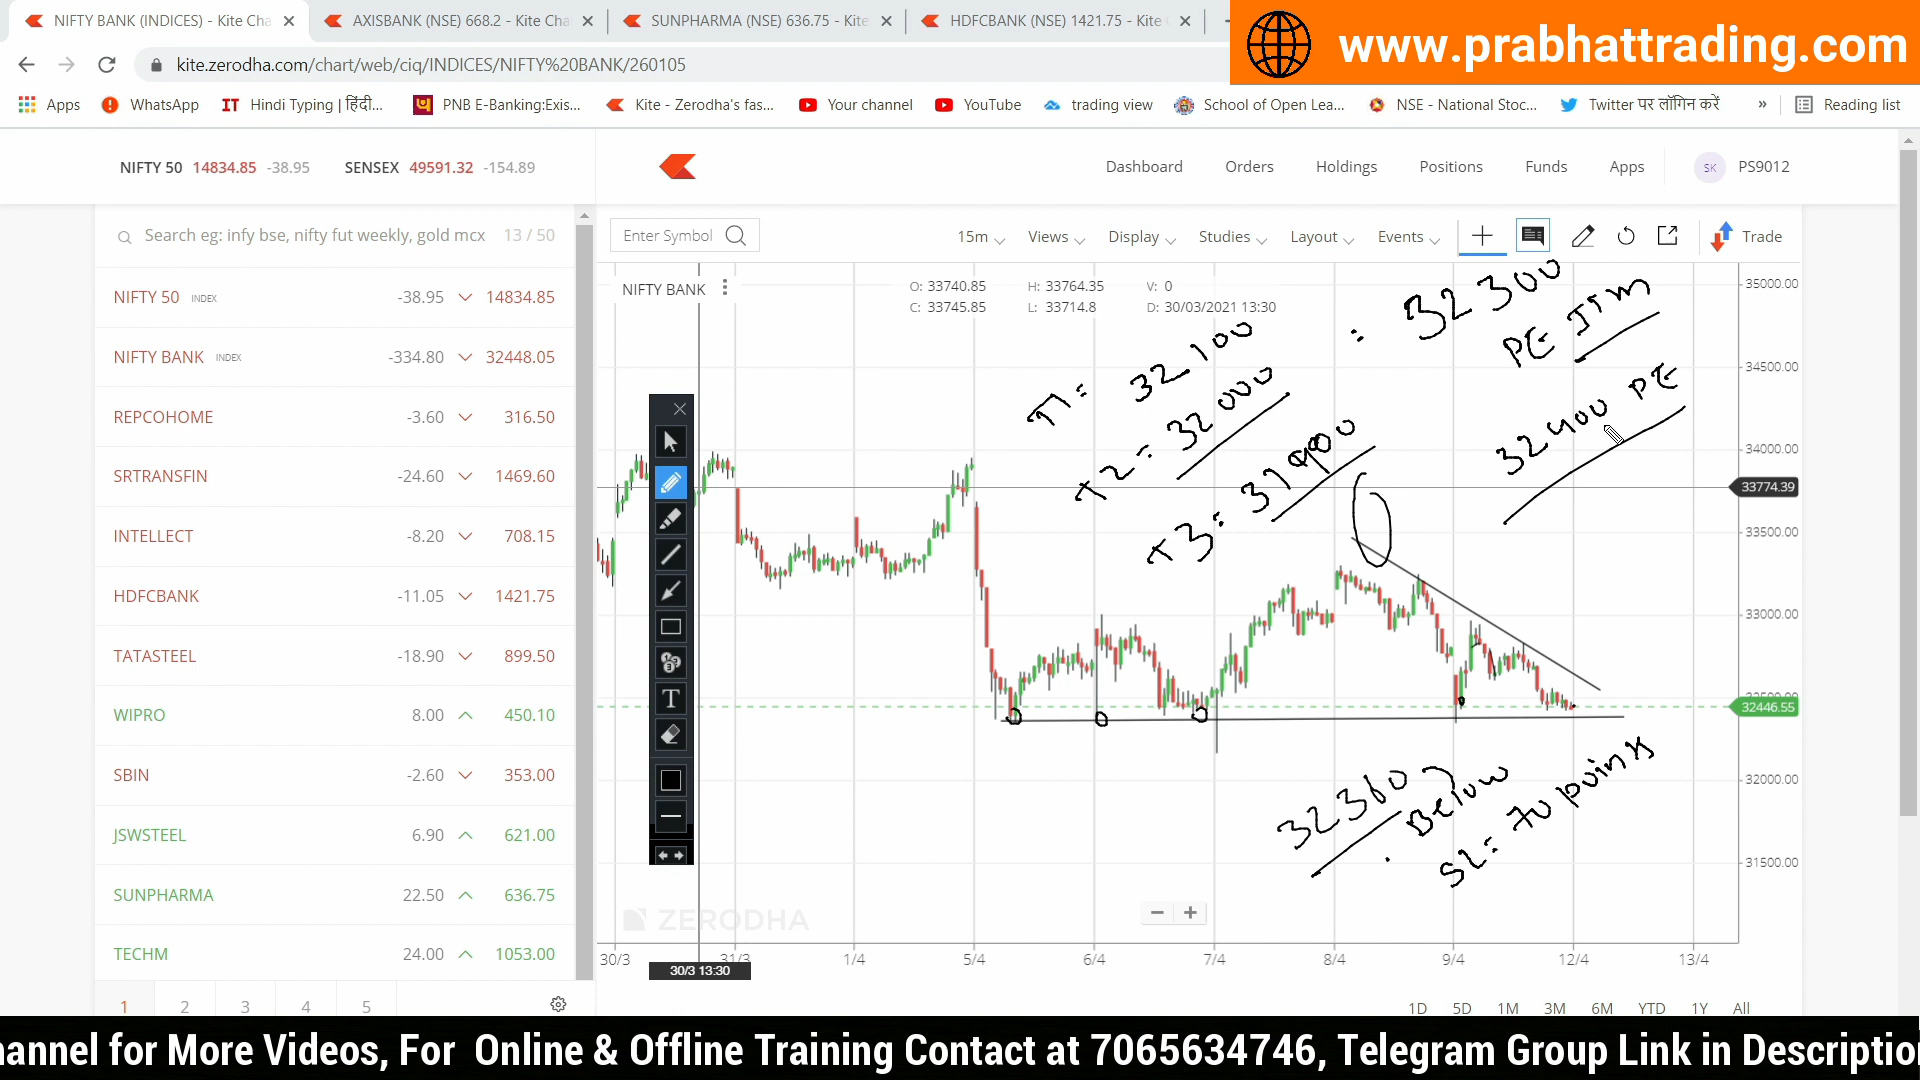 NIFTY BANK (INDICES) - Kite Cha
AXISBANK (NSE) 668.2 - Kite Cha
SUNPHARMA (NSE) 636.75 - Kite
HDFCBANK (NSE) 1421.75 - Kite
www.prabhattrading.com
kite.zerodha.com/chart/web/ciq/INDICES/NIFTY%20BANK/260105
Apps WhatsApp Hindi Typing | हिंदी... PNB E-Banking:Exis... Kite - Zerodha's fas... Your channel YouTube trading view School of Open Lea... NSE - National Stoc... Twitter पर लॉगिन करें » Reading list
NIFTY 50 14834.85 -38.95 SENSEX 49591.32 -154.89
Dashboard Orders Holdings Positions Funds Apps SK PS9012
Search eg: infy bse, nifty fut weekly, gold mcx 13 / 50
NIFTY 50 INDEX -38.95 14834.85
NIFTY BANK INDEX -334.80 32448.05
REPCOHOME -3.60 316.50
SRTRANSFIN -24.60 1469.60
INTELLECT -8.20 708.15
HDFCBANK -11.05 1421.75
TATASTEEL -18.90 899.50
WIPRO 8.00 450.10
SBIN -2.60 353.00
JSWSTEEL 6.90 621.00
SUNPHARMA 22.50 636.75
TECHM 24.00 1053.00
1 2 3 4 5
Enter Symbol 15m Views Display Studies Layout Events Trade
NIFTY BANK
O: 33740.85 H: 33764.35 V: 0
C: 33745.85 L: 33714.8 D: 30/03/2021 13:30
: 32300
PE ITM
32400 PE
T1: 32100
T2: 32000
T3: 31900
32360 Below
SL: 70 points
35000.00
34500.00
34000.00
33774.39
33500.00
33000.00
32500.00
32446.55
32000.00
31500.00
ZERODHA
30/3 31/3 1/4 5/4 6/4 7/4 8/4 9/4 12/4 13/4
30/3 13:30
1D 5D 1M 3M 6M YTD 1Y All
hannel for More Videos, For Online & Offline Training Contact at 7065634746, Telegram Group Link in Descriptio